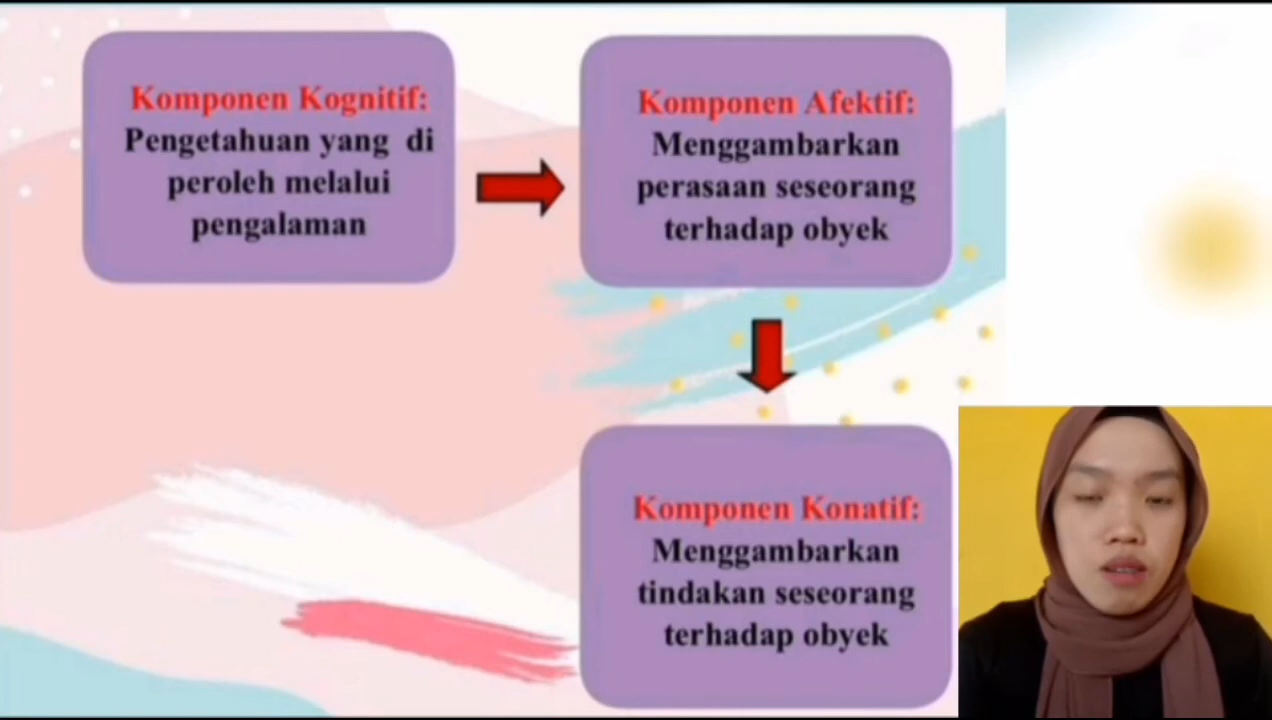 Komponen Kognitif:
Pengetahuan yang di
peroleh melalui
pengalaman
Komponen Afektif:
Menggambarkan
perasaan seseorang
terhadap obyek
Komponen Konatif:
Menggambarkan
tindakan seseorang
terhadap obyek